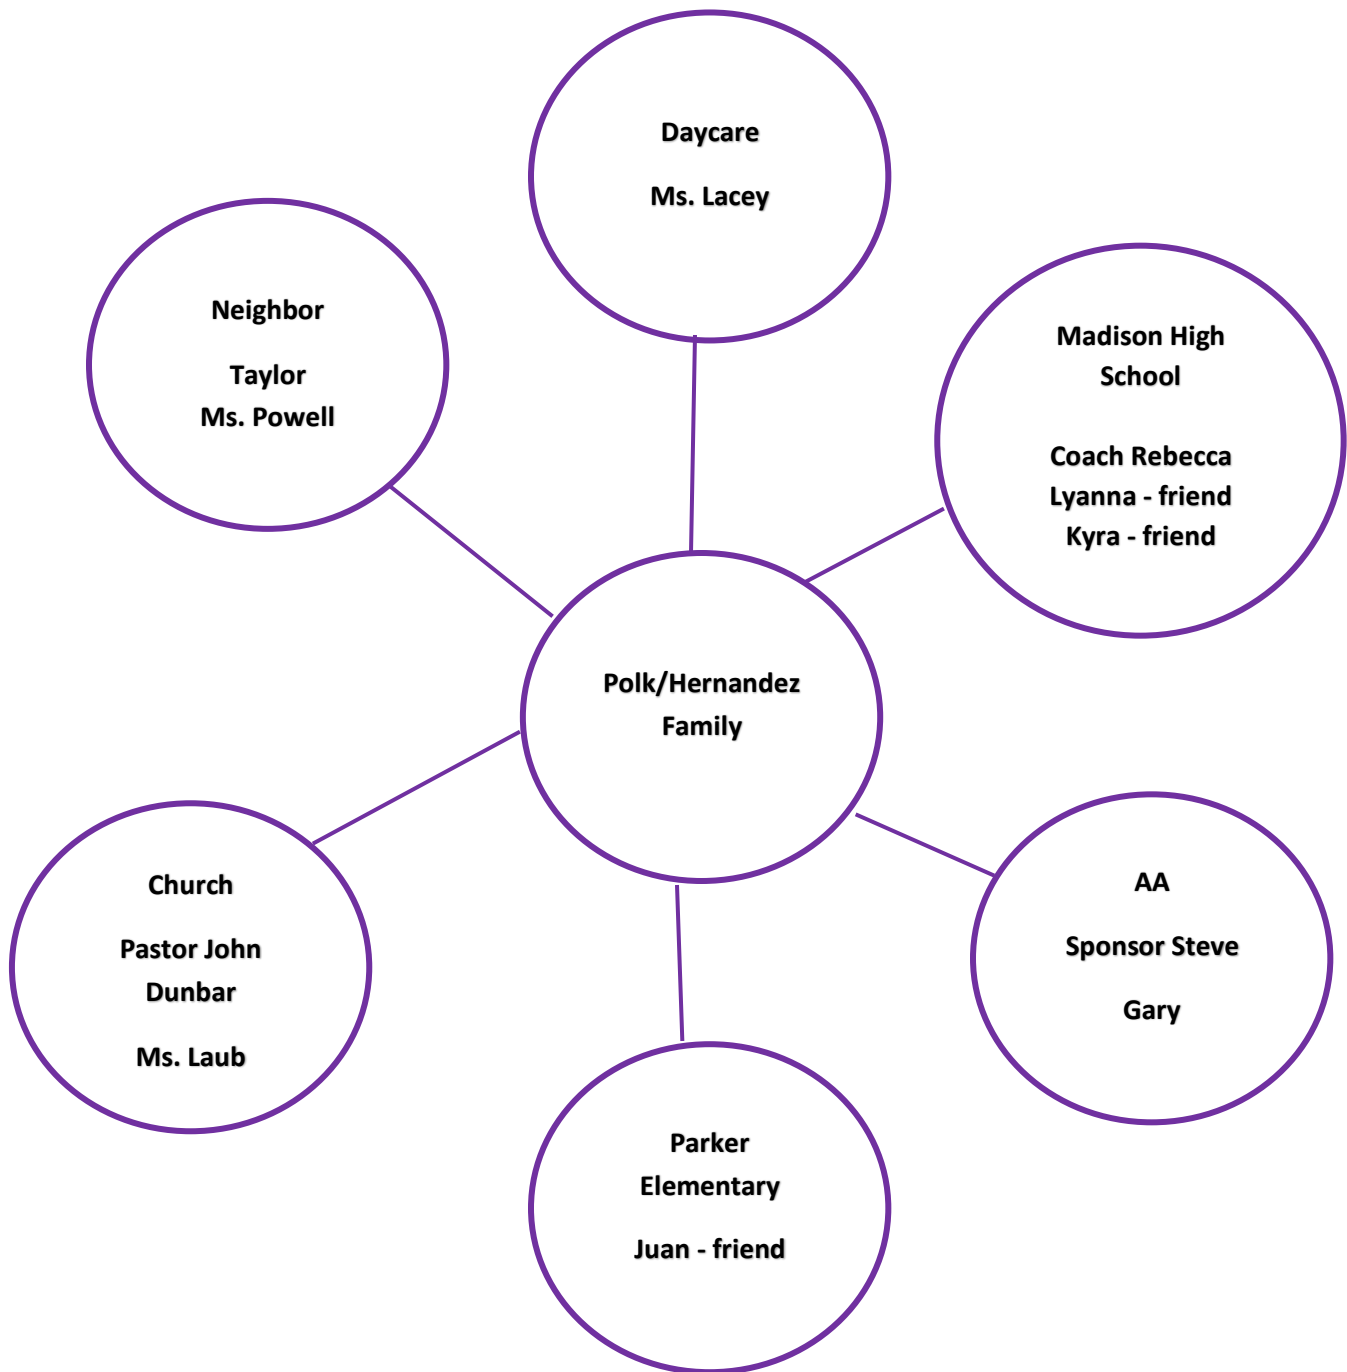 Daycare
Ms. Lacey
Neighbor
Taylor
Ms. Powell
Madison High
School
Coach Rebecca
Lyanna - friend
Kyra - friend
Polk/Hernandez
Family
Church
Pastor John
Dunbar
Ms. Laub
AA
Sponsor Steve
Gary
Parker
Elementary
Juan - friend